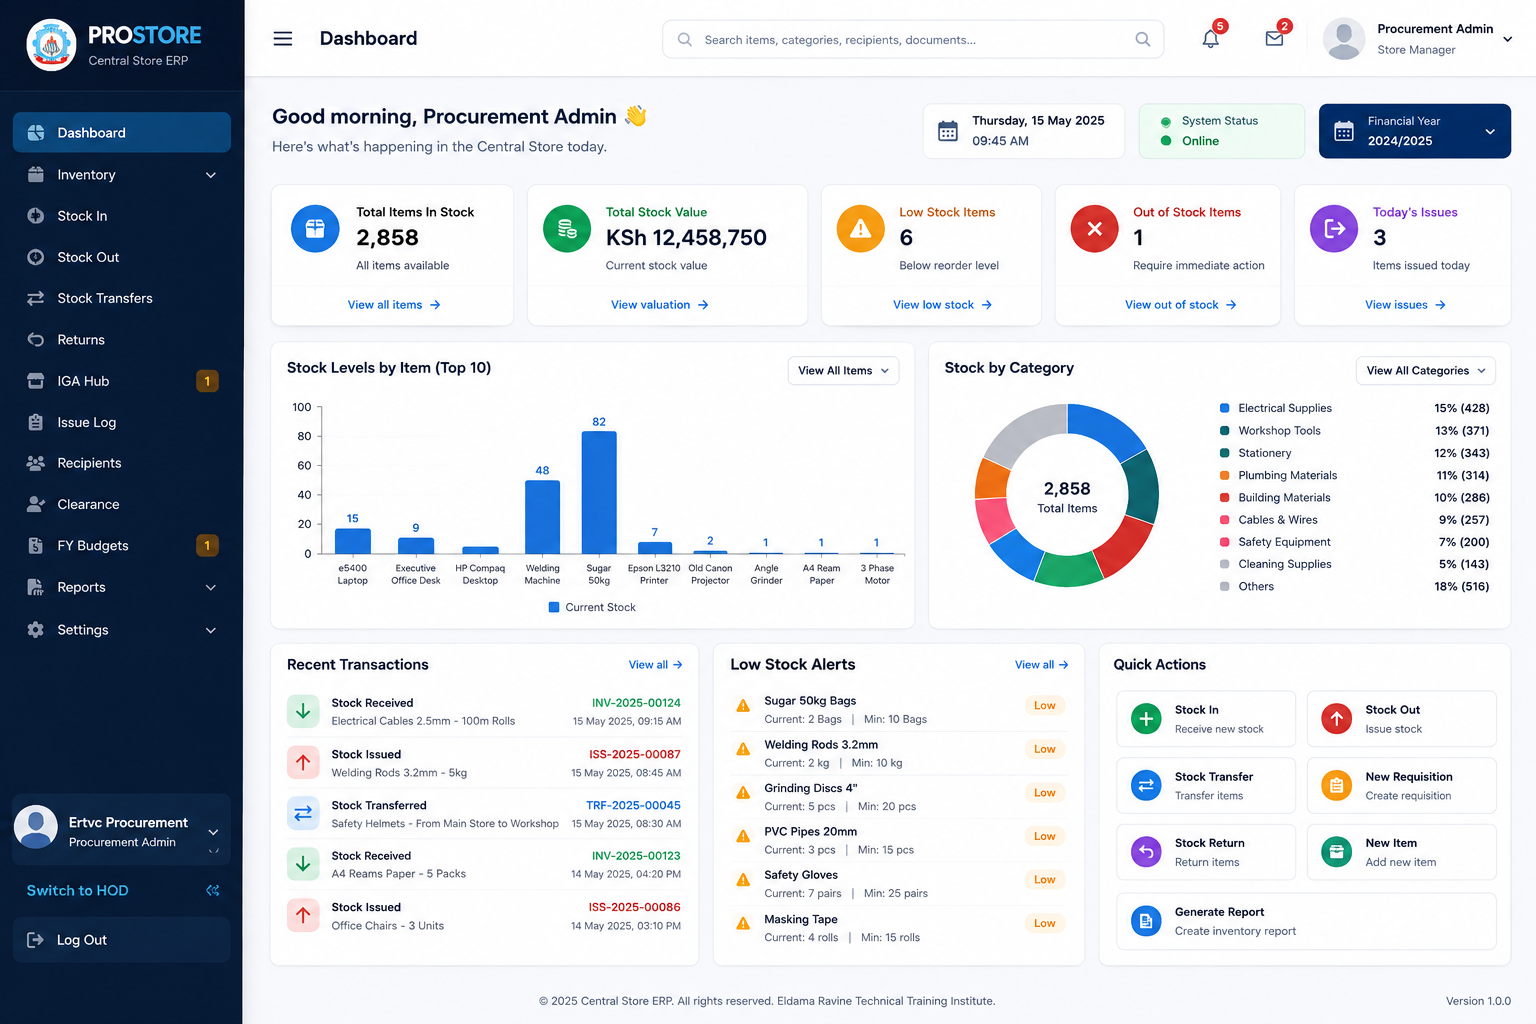 PROSTORE
Central Store ERP
Dashboard
Inventory
Stock In
Stock Out
Stock Transfers
Returns
IGA Hub 1
Issue Log
Recipients
Clearance
FY Budgets 1
Reports
Settings
Ertvc Procurement
Procurement Admin
Switch to HOD
Log Out
Dashboard
Search items, categories, recipients, documents...
5
2
Procurement Admin
Store Manager
Good morning, Procurement Admin 👋
Here's what's happening in the Central Store today.
Thursday, 15 May 2025
09:45 AM
System Status
Online
Financial Year
2024/2025
Total Items In Stock
2,858
All items available
View all items →
Total Stock Value
KSh 12,458,750
Current stock value
View valuation →
Low Stock Items
6
Below reorder level
View low stock →
Out of Stock Items
1
Require immediate action
View out of stock →
Today's Issues
3
Items issued today
View issues →
Stock Levels by Item (Top 10)
View All Items
100
80
60
40
20
0
15
9
48
82
7
2
1
1
1
e5400 Laptop
Executive Office Desk
HP Compaq Desktop
Welding Machine
Sugar 50kg
Epson L3210 Printer
Old Canon Projector
Angle Grinder
A4 Ream Paper
3 Phase Motor
Current Stock
Stock by Category
View All Categories
2,858
Total Items
Electrical Supplies 15% (428)
Workshop Tools 13% (371)
Stationery 12% (343)
Plumbing Materials 11% (314)
Building Materials 10% (286)
Cables & Wires 9% (257)
Safety Equipment 7% (200)
Cleaning Supplies 5% (143)
Others 18% (516)
Recent Transactions
View all →
Stock Received INV-2025-00124
Electrical Cables 2.5mm - 100m Rolls 15 May 2025, 09:15 AM
Stock Issued ISS-2025-00087
Welding Rods 3.2mm - 5kg 15 May 2025, 08:45 AM
Stock Transferred TRF-2025-00045
Safety Helmets - From Main Store to Workshop 15 May 2025, 08:30 AM
Stock Received INV-2025-00123
A4 Reams Paper - 5 Packs 14 May 2025, 04:20 PM
Stock Issued ISS-2025-00086
Office Chairs - 3 Units 14 May 2025, 03:10 PM
Low Stock Alerts
View all →
Sugar 50kg Bags
Current: 2 Bags | Min: 10 Bags
Low
Welding Rods 3.2mm
Current: 2 kg | Min: 10 kg
Low
Grinding Discs 4"
Current: 5 pcs | Min: 20 pcs
Low
PVC Pipes 20mm
Current: 3 pcs | Min: 15 pcs
Low
Safety Gloves
Current: 7 pairs | Min: 25 pairs
Low
Masking Tape
Current: 4 rolls | Min: 15 rolls
Low
Quick Actions
Stock In
Receive new stock
Stock Out
Issue stock
Stock Transfer
Transfer items
New Requisition
Create requisition
Stock Return
Return items
New Item
Add new item
Generate Report
Create inventory report
© 2025 Central Store ERP. All rights reserved. Eldama Ravine Technical Training Institute.
Version 1.0.0